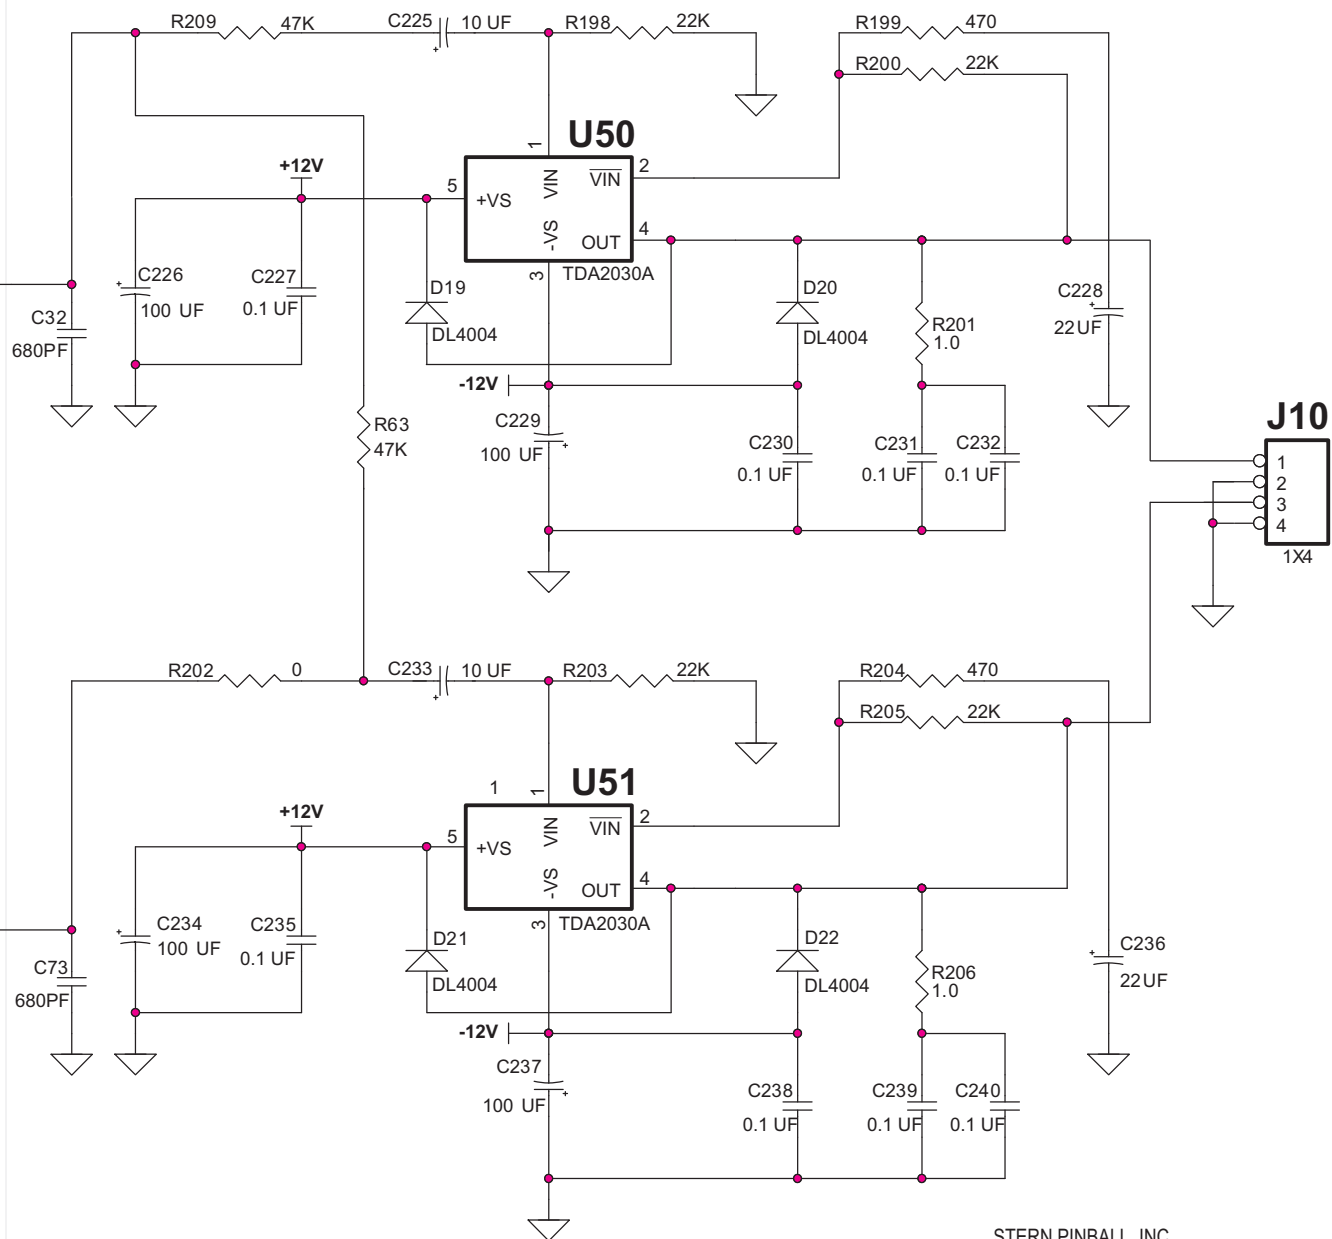 R209 47K C225 10 UF R198 22K R199 470
R200 22K
U50
+12V
1 2
5 +VS VIN VIN
-VS OUT 4
3 TDA2030A
C226
100 UF
C227
0.1 UF
D19
DL4004
D20
DL4004
C228
22UF
C32
680PF
R201
1.0
-12V
C229
100 UF
R63
47K
C230
0.1 UF
C231
0.1 UF
C232
0.1 UF
J10
1
2
3
4
1X4
R202 0 C233 10 UF R203 22K R204 470
R205 22K
U51
1
+12V
1 2
5 +VS VIN VIN
-VS OUT 4
3 TDA2030A
C234
100 UF
C235
0.1 UF
D21
DL4004
D22
DL4004
C236
22UF
C73
680PF
R206
1.0
-12V
C237
100 UF
C238
0.1 UF
C239
0.1 UF
C240
0.1 UF
STERN PINBALL, INC